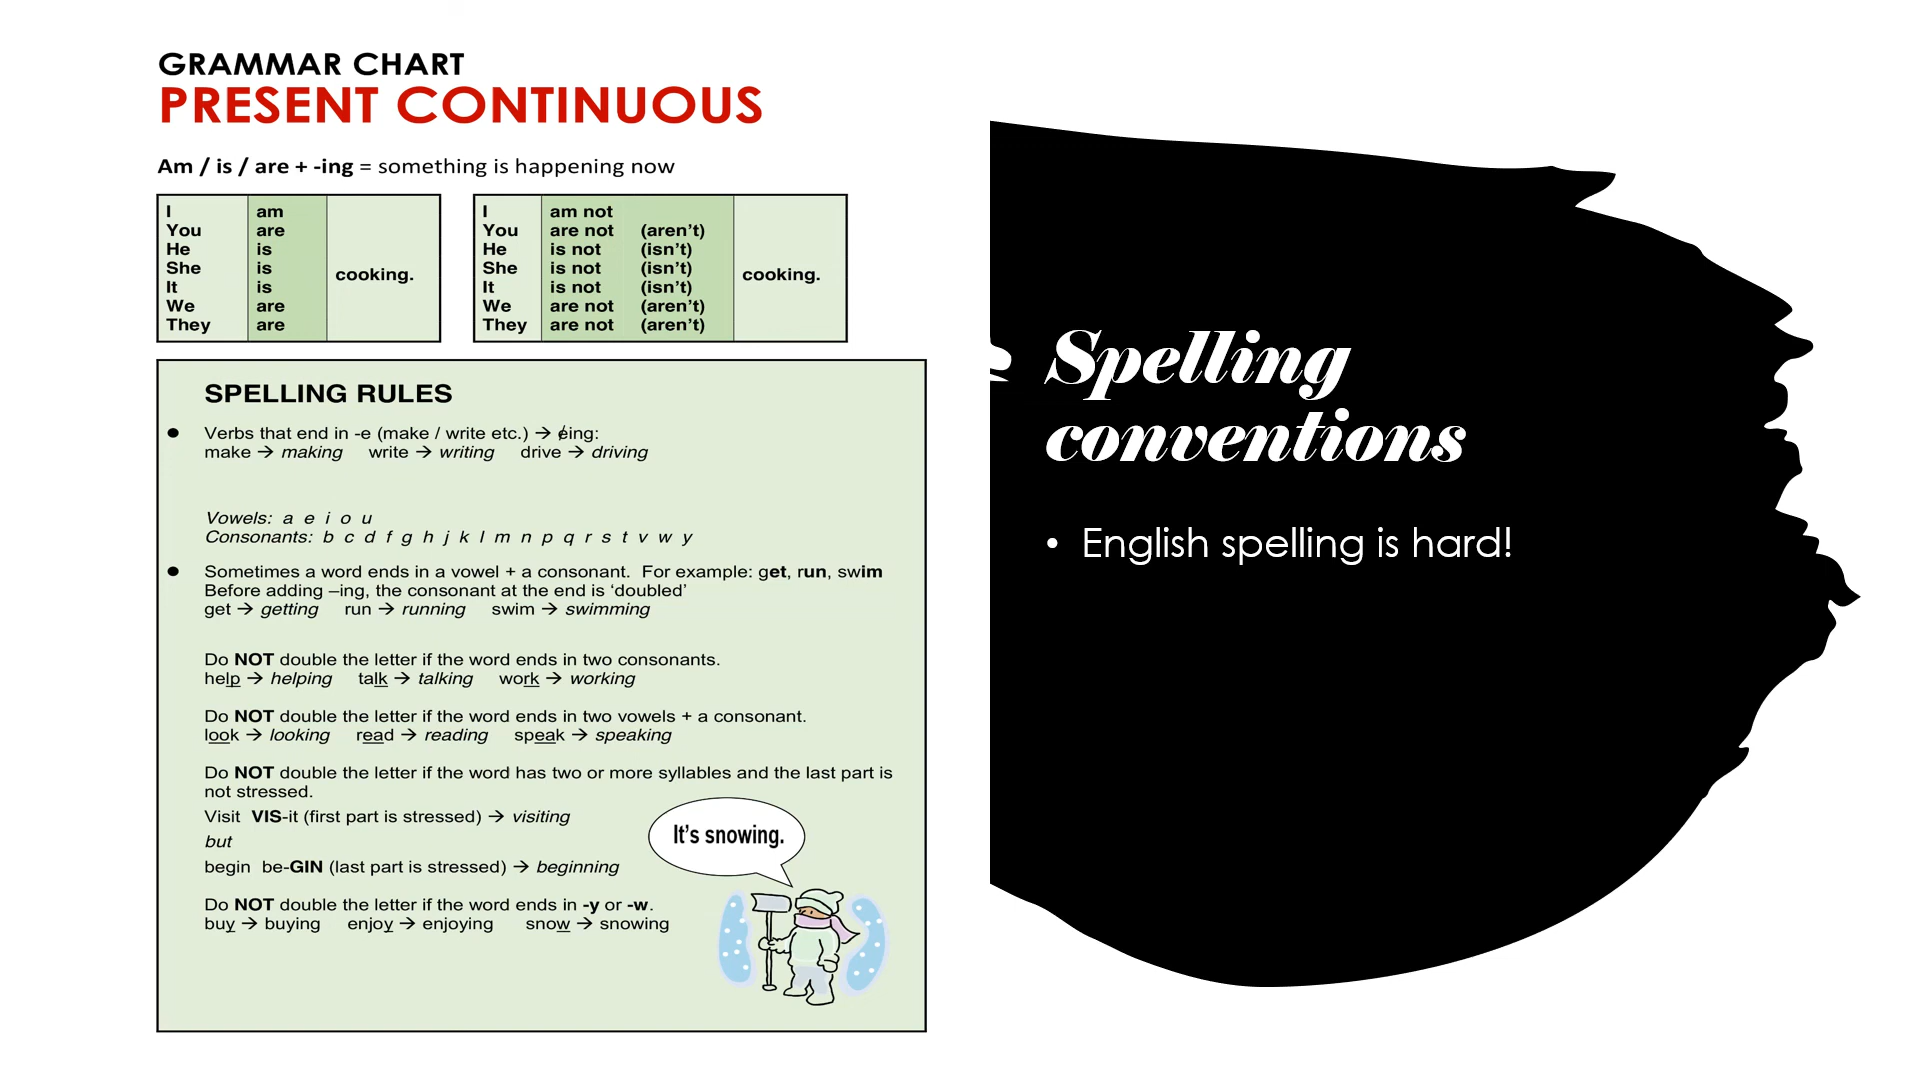 GRAMMAR CHART
PRESENT CONTINUOUS
Am / is / are + -ing = something is happening now
I am
You are
He is
She is
It is
We are
They are
cooking.
I am not
You are not (aren’t)
He is not (isn’t)
She is not (isn’t)
It is not (isn’t)
We are not (aren’t)
They are not (aren’t)
cooking.
SPELLING RULES
● Verbs that end in -e (make / write etc.) → e̸ing:
make → making write → writing drive → driving
Vowels: a e i o u
Consonants: b c d f g h j k l m n p q r s t v w y
● Sometimes a word ends in a vowel + a consonant. For example: get, run, swim
Before adding –ing, the consonant at the end is ‘doubled’
get → getting run → running swim → swimming
Do NOT double the letter if the word ends in two consonants.
help → helping talk → talking work → working
Do NOT double the letter if the word ends in two vowels + a consonant.
look → looking read → reading speak → speaking
Do NOT double the letter if the word has two or more syllables and the last part is
not stressed.
Visit VIS-it (first part is stressed) → visiting
but
begin be-GIN (last part is stressed) → beginning
Do NOT double the letter if the word ends in -y or -w.
buy → buying enjoy → enjoying snow → snowing
It’s snowing.
Spelling
conventions
• English spelling is hard!